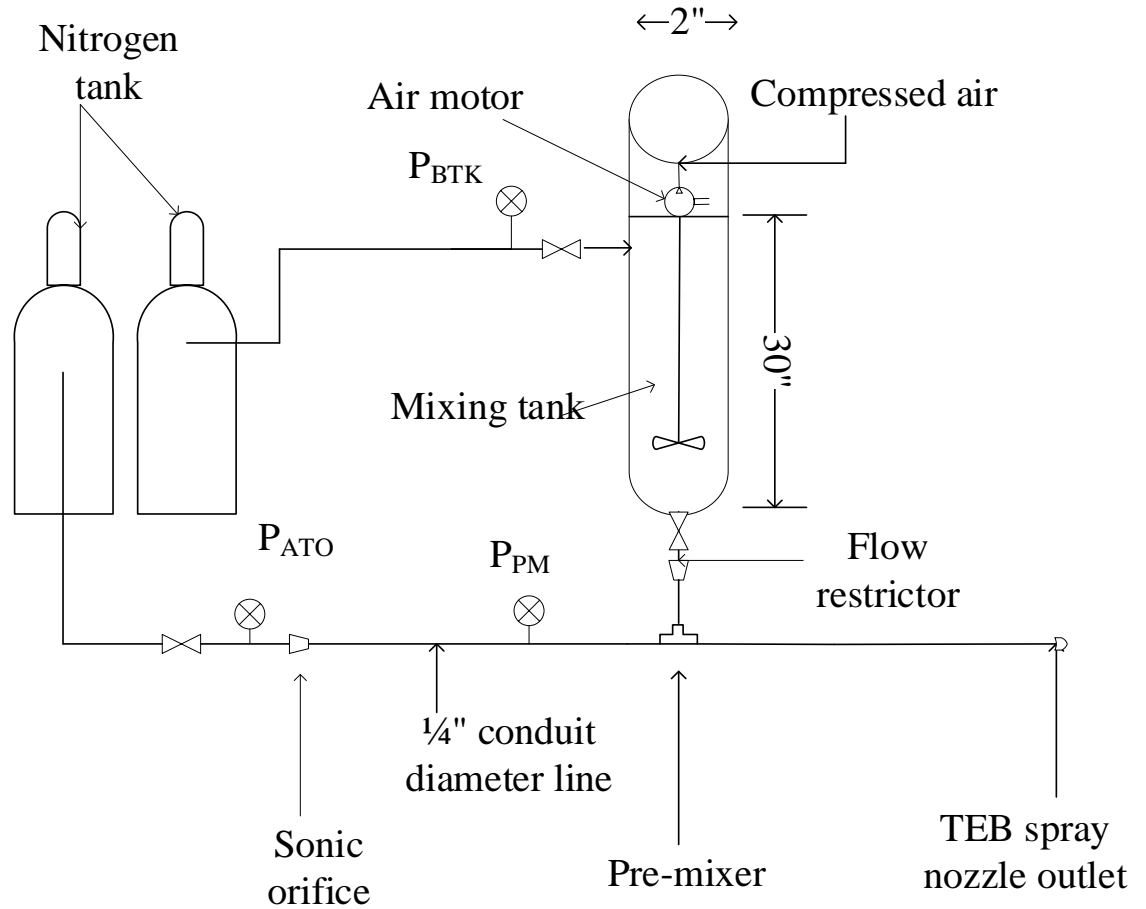 2"
Nitrogen
tank
Air motor
Compressed air
P_BTK
30"
Mixing tank
P_ATO
P_PM
Flow
restrictor
¼" conduit
diameter line
Sonic
orifice
Pre-mixer
TEB spray
nozzle outlet